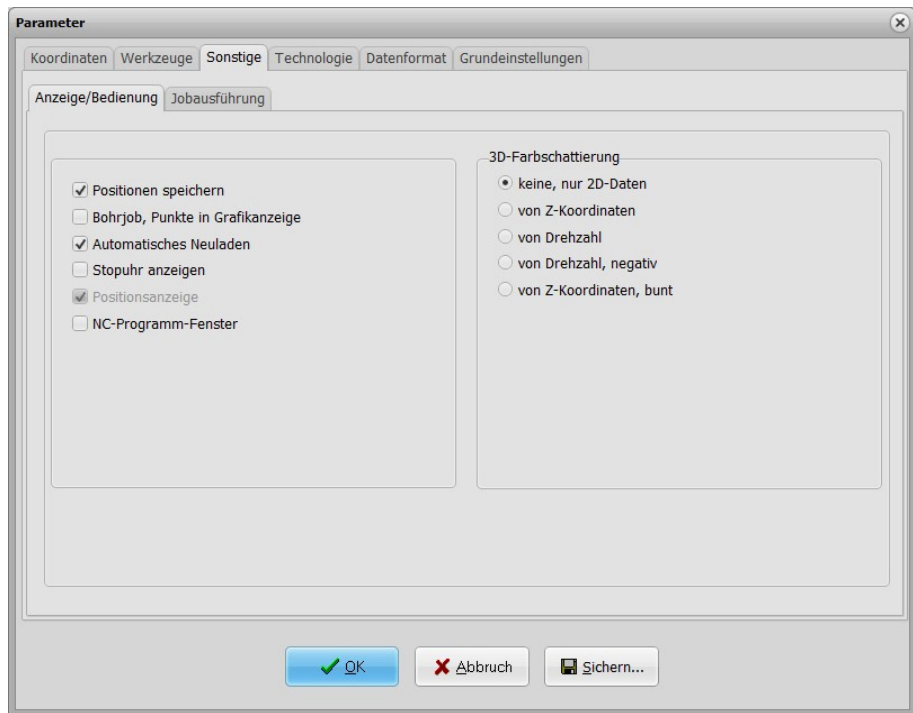 Parameter
Koordinaten Werkzeuge Sonstige Technologie Datenformat Grundeinstellungen
Anzeige/Bedienung Jobausführung
Positionen speichern
Bohrjob, Punkte in Grafikanzeige
Automatisches Neuladen
Stopuhr anzeigen
Positionsanzeige
NC-Programm-Fenster
3D-Farbschattierung
keine, nur 2D-Daten
von Z-Koordinaten
von Drehzahl
von Drehzahl, negativ
von Z-Koordinaten, bunt
OK Abbruch Sichern...